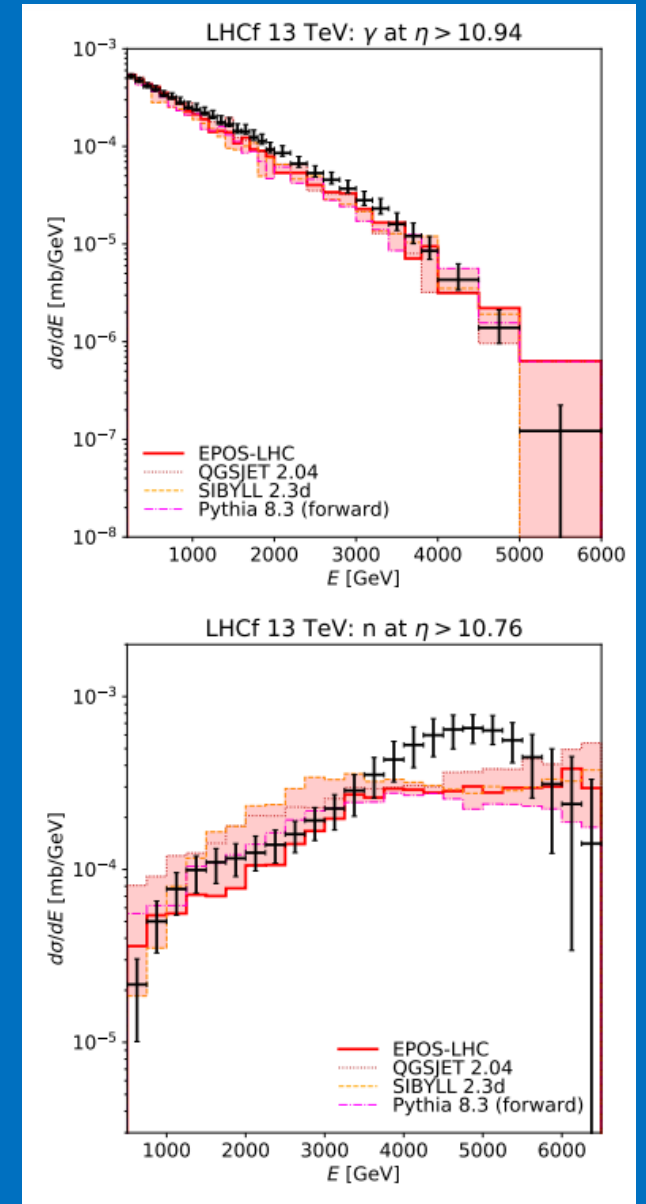 LHCf 13 TeV: γ at η > 10.94
10⁻³
10⁻⁴
10⁻⁵
10⁻⁶
10⁻⁷
10⁻⁸
dσ/dE [mb/GeV]
EPOS-LHC
QGSJET 2.04
SIBYLL 2.3d
Pythia 8.3 (forward)
1000 2000 3000 4000 5000 6000
E [GeV]
LHCf 13 TeV: n at η > 10.76
10⁻³
10⁻⁴
10⁻⁵
dσ/dE [mb/GeV]
EPOS-LHC
QGSJET 2.04
SIBYLL 2.3d
Pythia 8.3 (forward)
1000 2000 3000 4000 5000 6000
E [GeV]